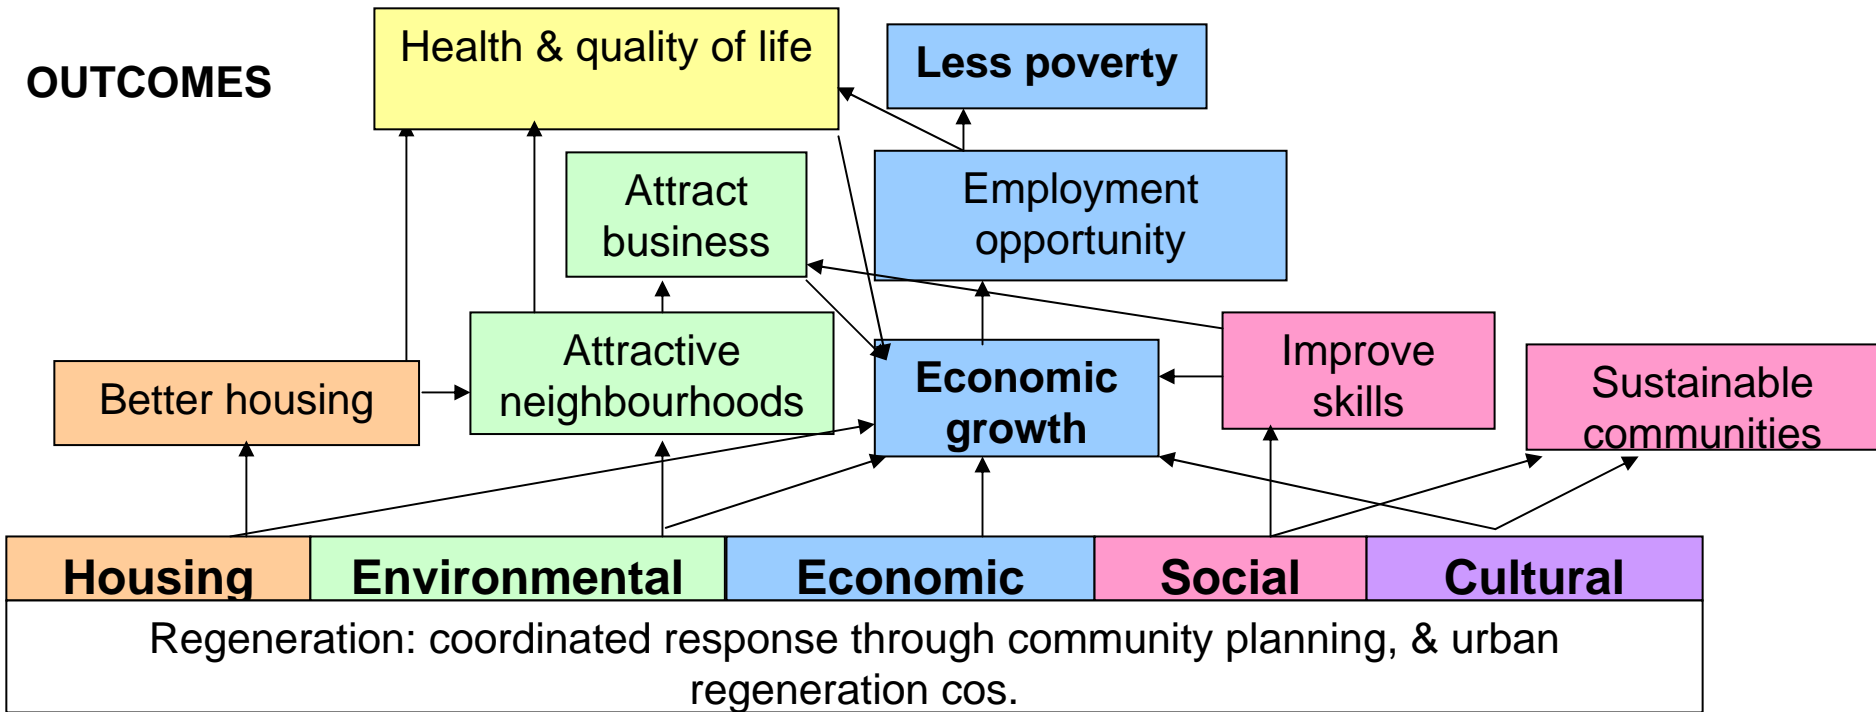 OUTCOMES
Health & quality of life
Less poverty
Attract
business
Employment
opportunity
Better housing
Attractive
neighbourhoods
Economic
growth
Improve
skills
Sustainable
communities
Housing
Environmental
Economic
Social
Cultural
Regeneration: coordinated response through community planning, & urban
regeneration cos.